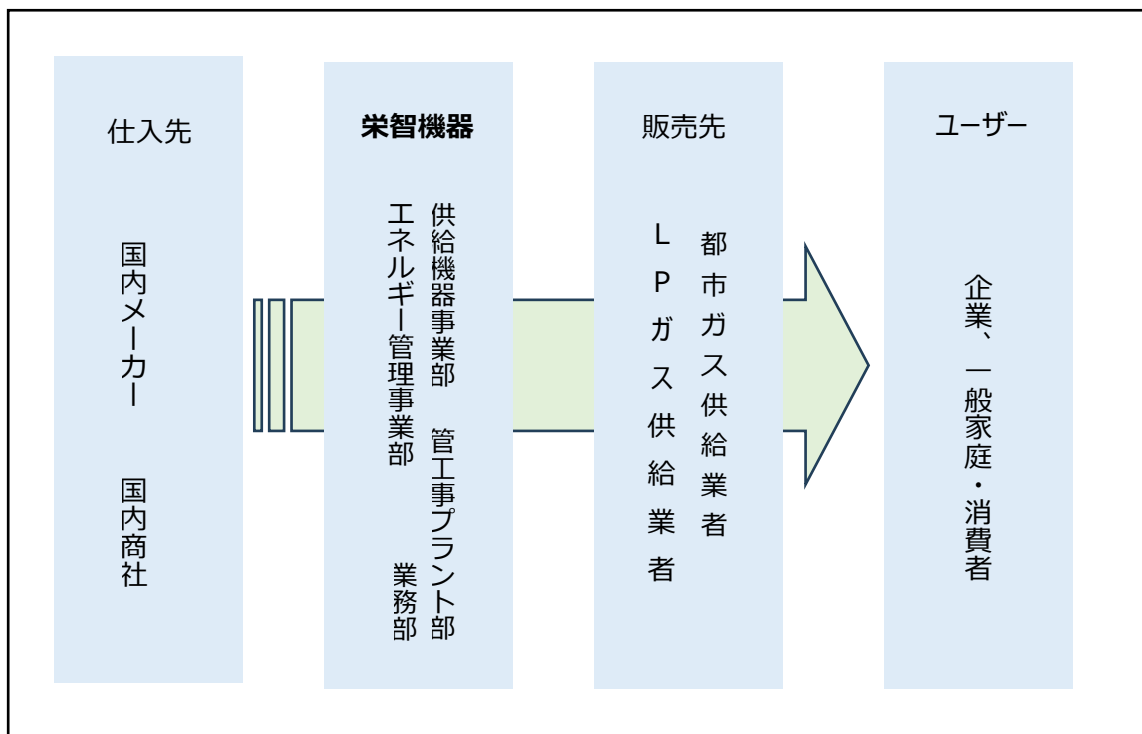 仕入先
国内メーカー　国内商社
栄智機器
供給機器事業部　管工事プラント部
エネルギー管理事業部　業務部
販売先
都市ガス供給業者
LPガス供給業者
ユーザー
企業、一般家庭・消費者